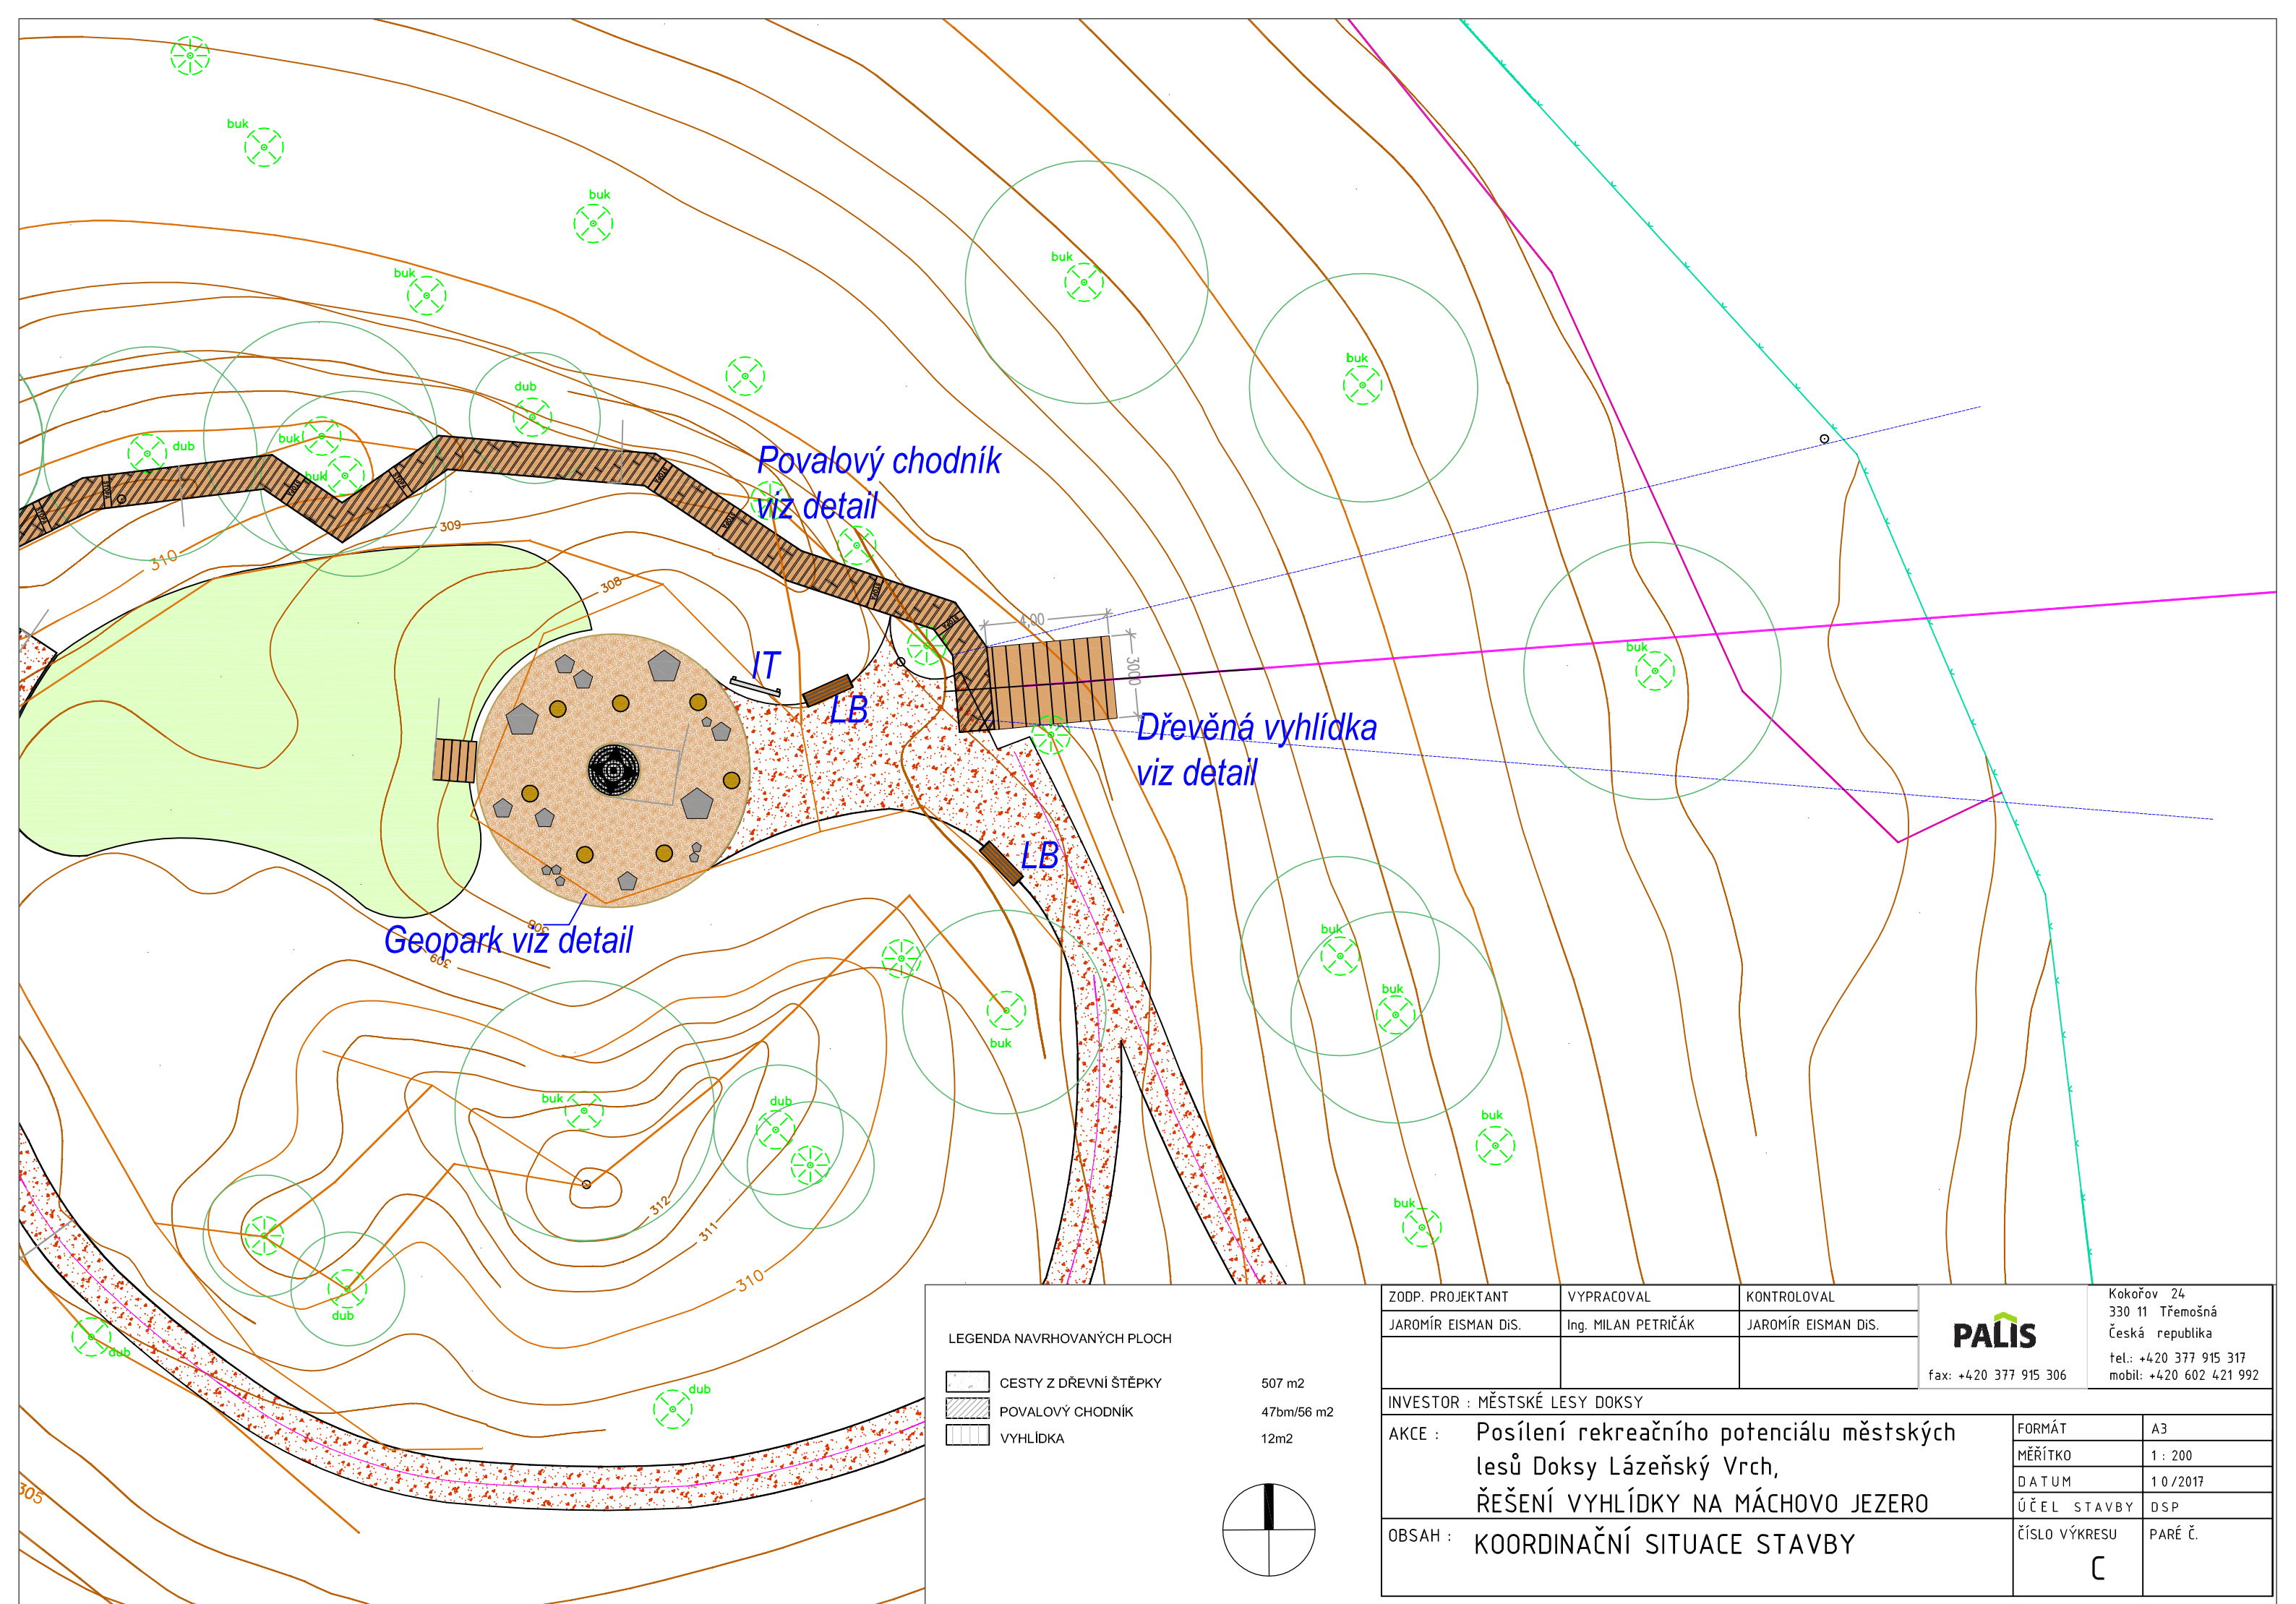 buk
buk
buk
buk
buk
buk
dub
dub
buk
buk
Povalový chodník
viz detail
309
310
308
4,00
3000
IT
LB
Dřevěná vyhlídka
viz detail
buk
LB
Geopark viz detail
308
309
buk
buk
buk
buk
dub
buk
buk
312
311
310
dub
dub
dub
305
LEGENDA NAVRHOVANÝCH PLOCH
CESTY Z DŘEVNÍ ŠTĚPKY 507 m2
POVALOVÝ CHODNÍK 47bm/56 m2
VYHLÍDKA 12m2
ZODP. PROJEKTANT VYPRACOVAL KONTROLOVAL
JAROMÍR EISMAN DiS. Ing. MILAN PETRIČÁK JAROMÍR EISMAN DiS.
PALIS
fax: +420 377 915 306
Kokořov 24
330 11 Třemošná
Česká republika
tel.: +420 377 915 317
mobil: +420 602 421 992
INVESTOR : MĚSTSKÉ LESY DOKSY
AKCE : Posílení rekreačního potenciálu městských
lesů Doksy Lázeňský Vrch,
ŘEŠENÍ VYHLÍDKY NA MÁCHOVO JEZERO
FORMÁT A3
MĚŘÍTKO 1 : 200
DATUM 10/2017
ÚČEL STAVBY DSP
OBSAH : KOORDINAČNÍ SITUACE STAVBY
ČÍSLO VÝKRESU PARÉ Č.
C